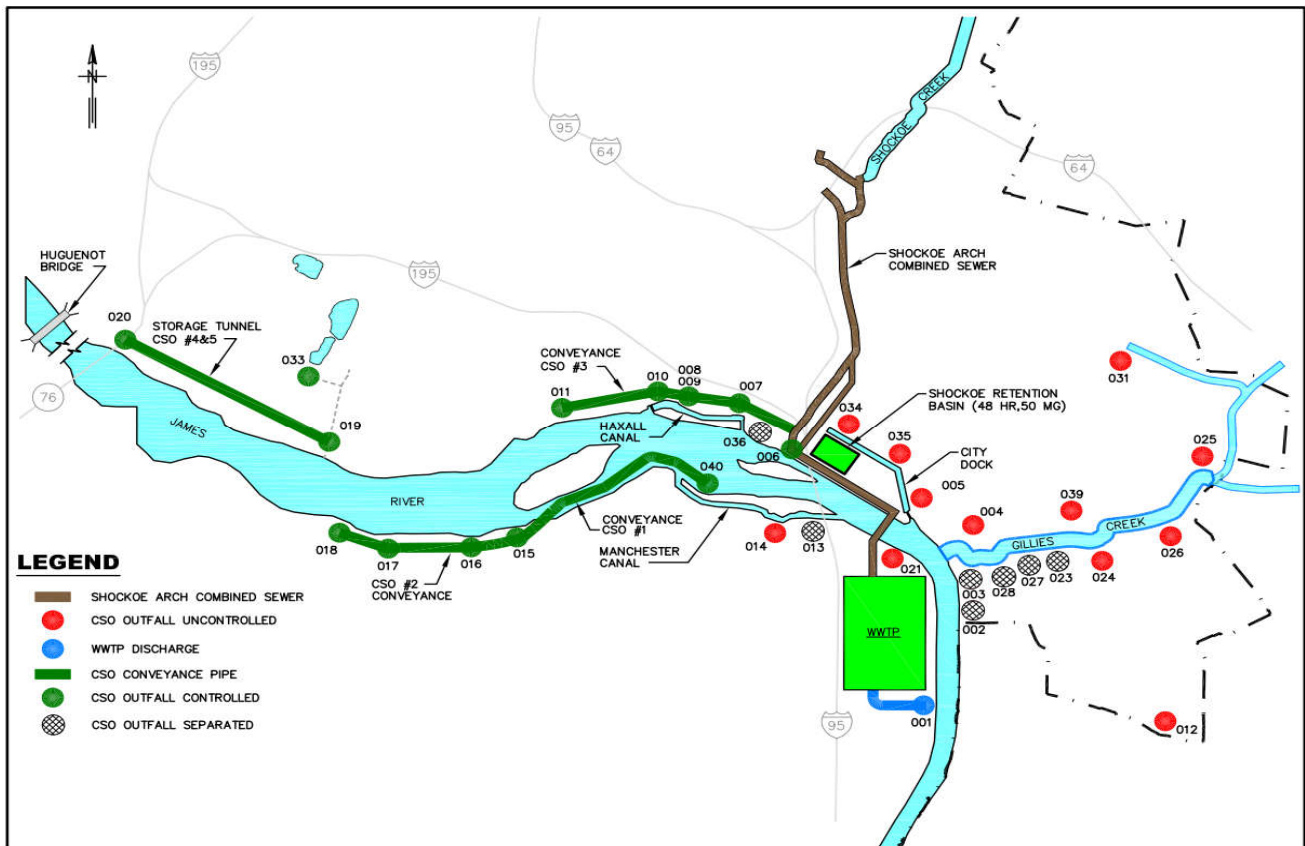 195
N
95
64
SHOCKOE
CREEK
64
HUGUENOT
BRIDGE
020
STORAGE TUNNEL
CSO #4&5
033
195
SHOCKOE ARCH
COMBINED SEWER
76
JAMES
019
CONVEYANCE
CSO #3
011
010
008
009
007
HAXALL
CANAL
036
006
034
SHOCKOE RETENTION
BASIN (48 HR,50 MG)
035
CITY
DOCK
005
031
025
RIVER
040
CONVEYANCE
CSO #1
MANCHESTER
CANAL
014
013
021
004
039
GILLIES
CREEK
026
024
023
027
028
003
002
018
017
016
015
CSO #2
CONVEYANCE
WWTP
001
95
012
LEGEND
SHOCKOE ARCH COMBINED SEWER
CSO OUTFALL UNCONTROLLED
WWTP DISCHARGE
CSO CONVEYANCE PIPE
CSO OUTFALL CONTROLLED
CSO OUTFALL SEPARATED